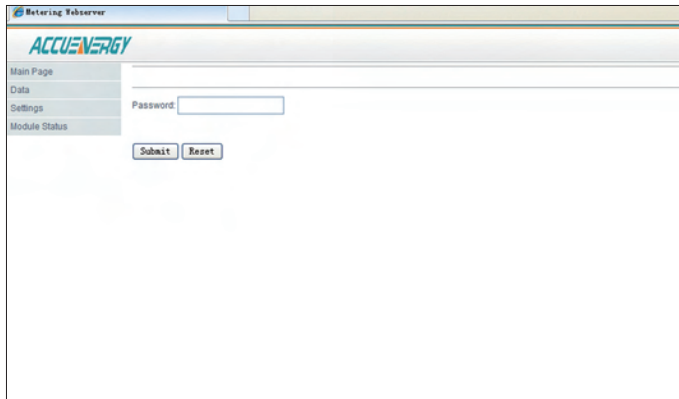 Metering Webserver
ACCUENERGY
Main Page
Data
Settings
Module Status
Password:
Submit Reset